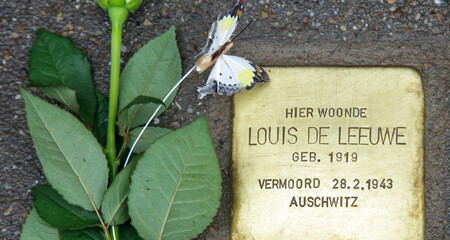 HIER WOONDE
LOUIS DE LEEUWE
GEB. 1919
VERMOORD 28.2.1943
AUSCHWITZ